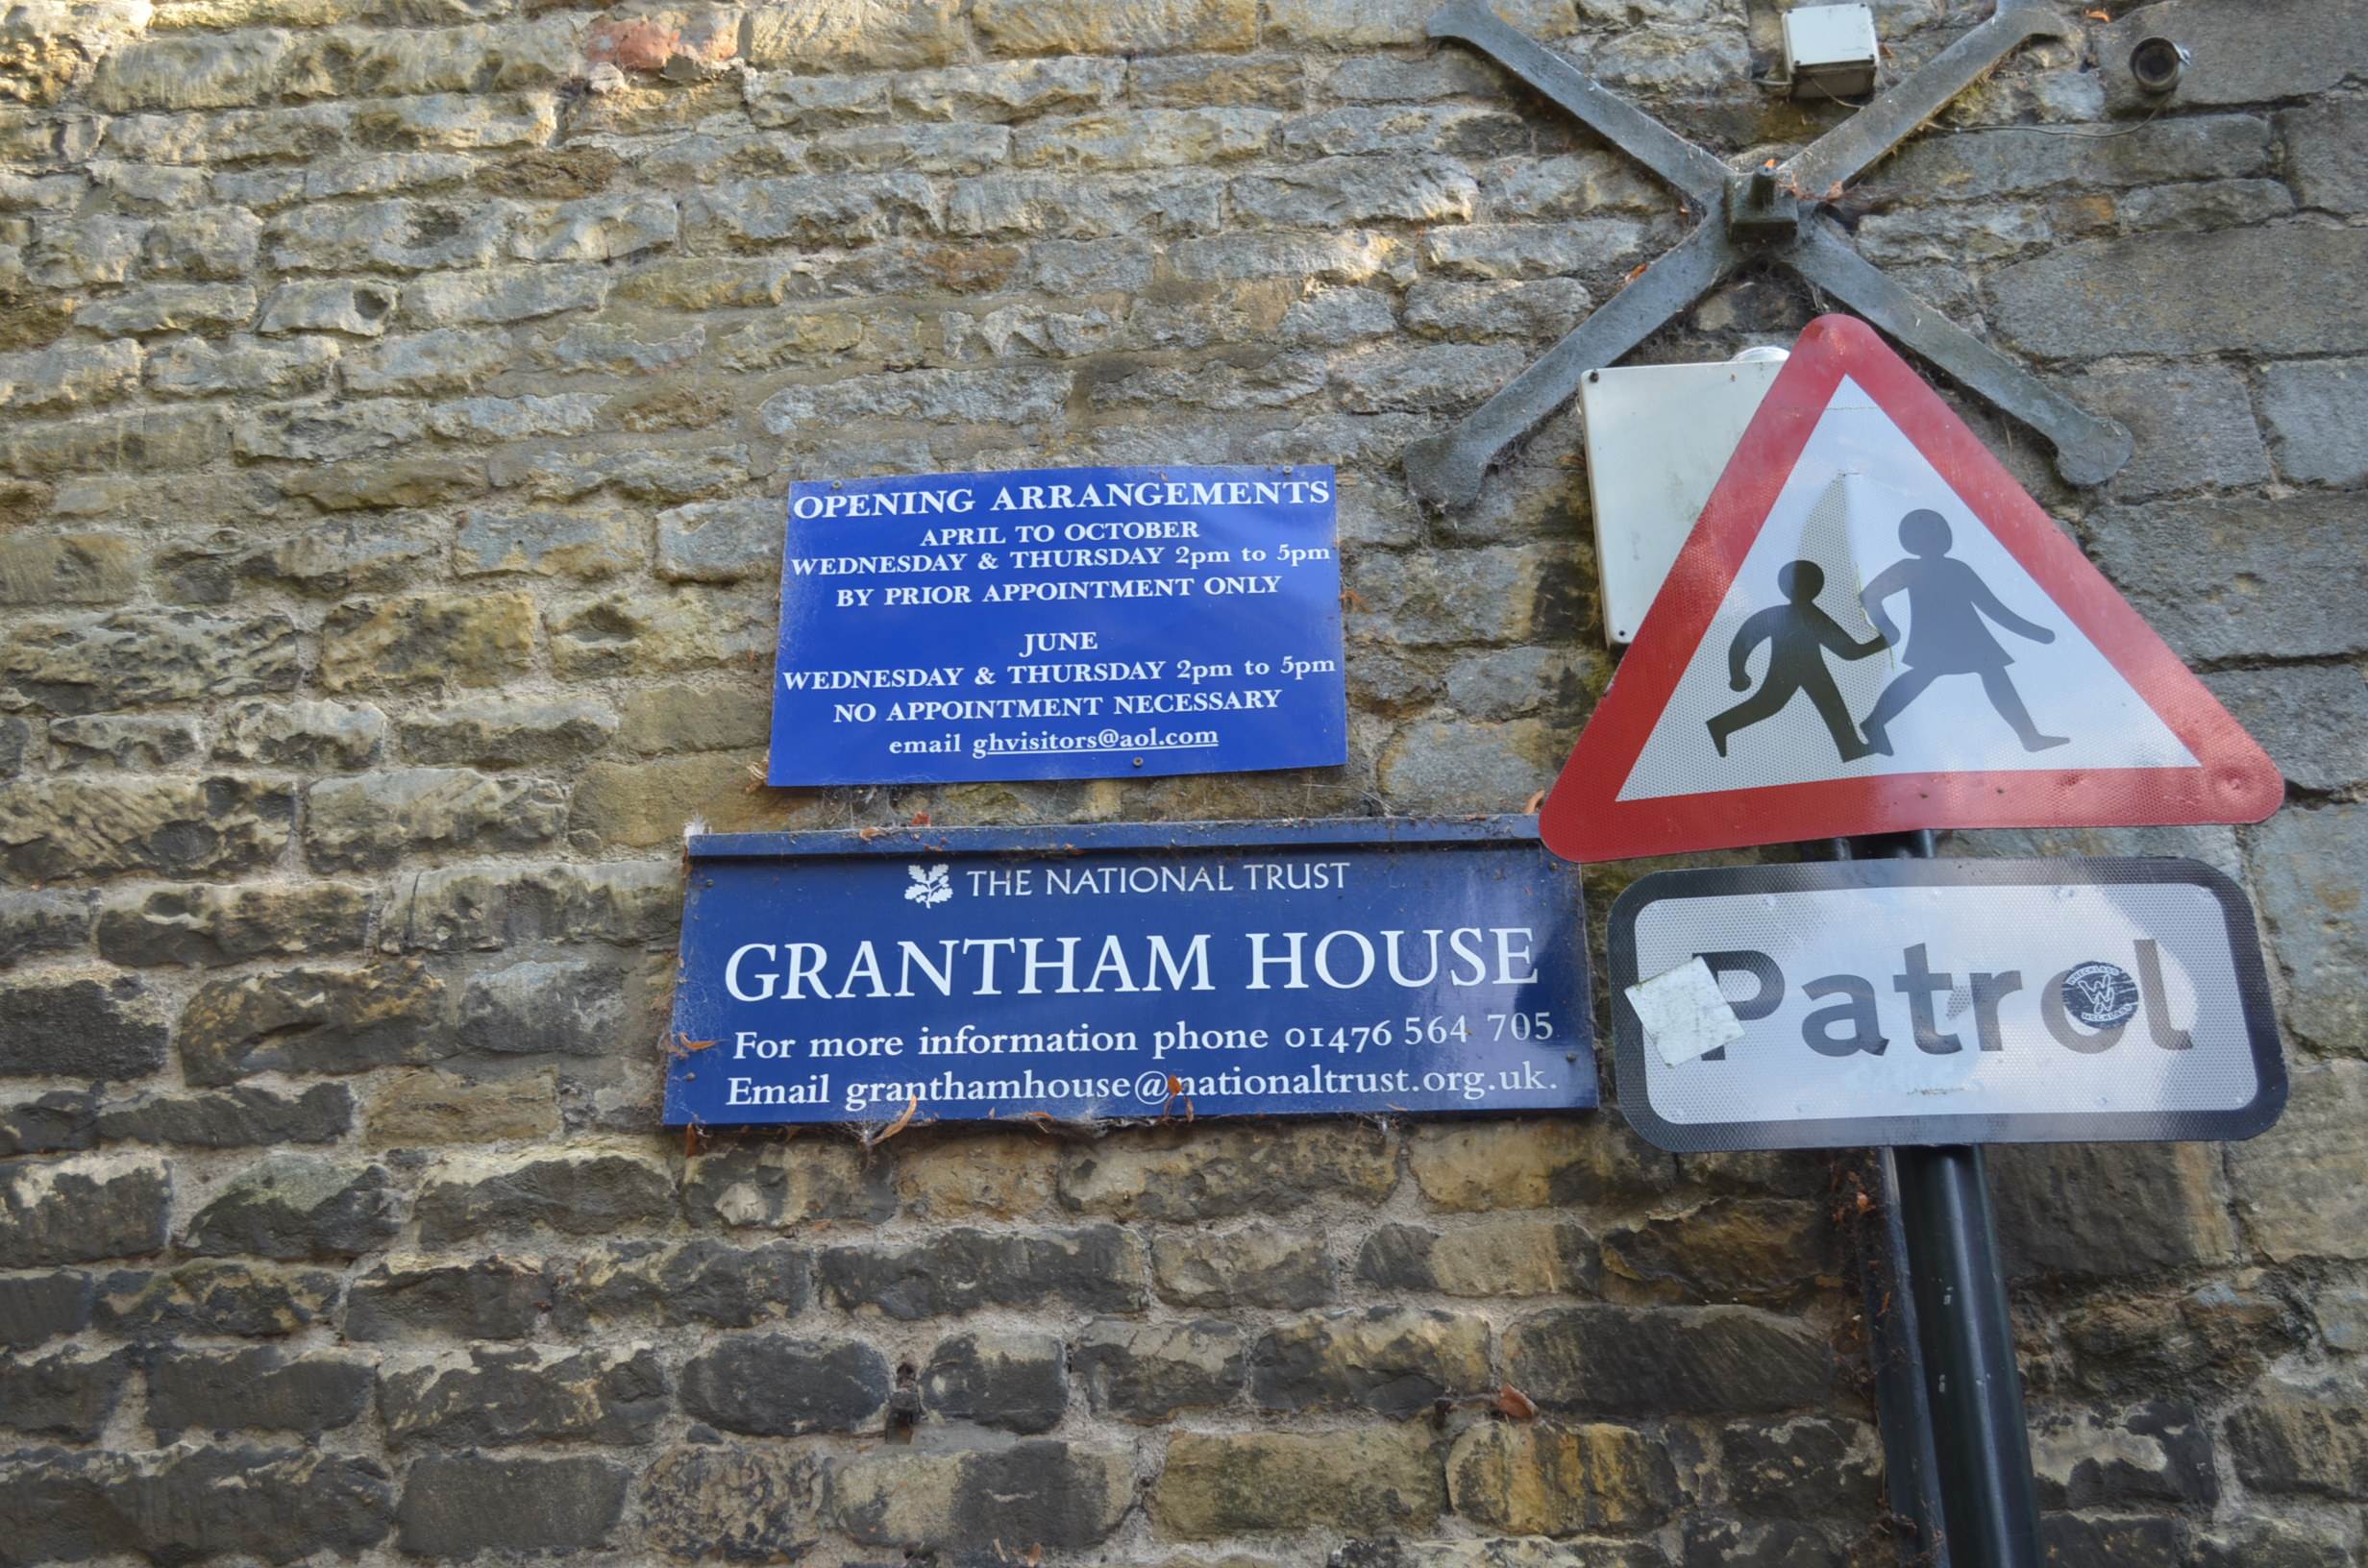 OPENING ARRANGEMENTS
APRIL TO OCTOBER
WEDNESDAY & THURSDAY 2pm to 5pm
BY PRIOR APPOINTMENT ONLY
JUNE
WEDNESDAY & THURSDAY 2pm to 5pm
NO APPOINTMENT NECESSARY
email ghvisitors@aol.com
THE NATIONAL TRUST
GRANTHAM HOUSE
For more information phone 01476 564 705
Email granthamhouse@nationaltrust.org.uk.
Patrol